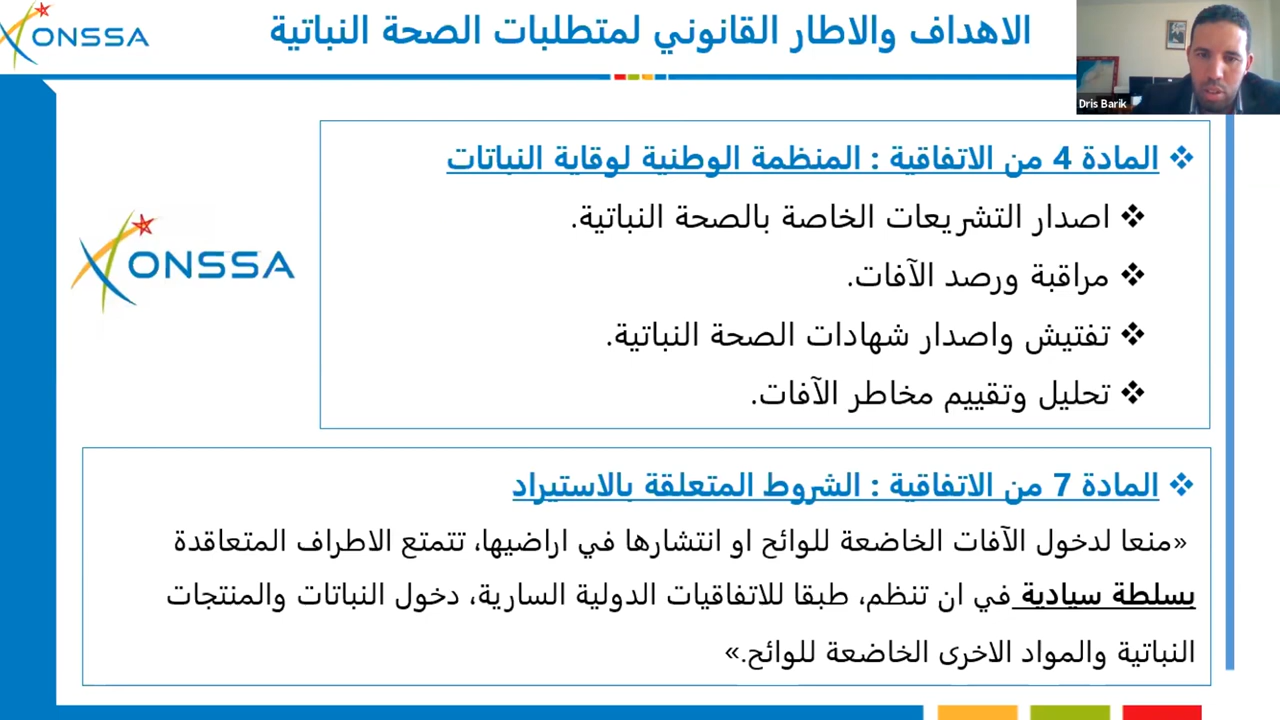 ONSSA
الاهداف والاطار القانوني لمتطلبات الصحة النباتية
Dris Barik
❖ المادة 4 من الاتفاقية : المنظمة الوطنية لوقاية النباتات
❖ اصدار التشريعات الخاصة بالصحة النباتية.
❖ مراقبة ورصد الآفات.
❖ تفتيش واصدار شهادات الصحة النباتية.
❖ تحليل وتقييم مخاطر الآفات.
ONSSA
❖ المادة 7 من الاتفاقية : الشروط المتعلقة بالاستيراد
«منعا لدخول الآفات الخاضعة للوائح او انتشارها في اراضيها، تتمتع الاطراف المتعاقدة
بسلطة سيادية في ان تنظم، طبقا للاتفاقيات الدولية السارية، دخول النباتات والمنتجات
النباتية والمواد الاخرى الخاضعة للوائح.»